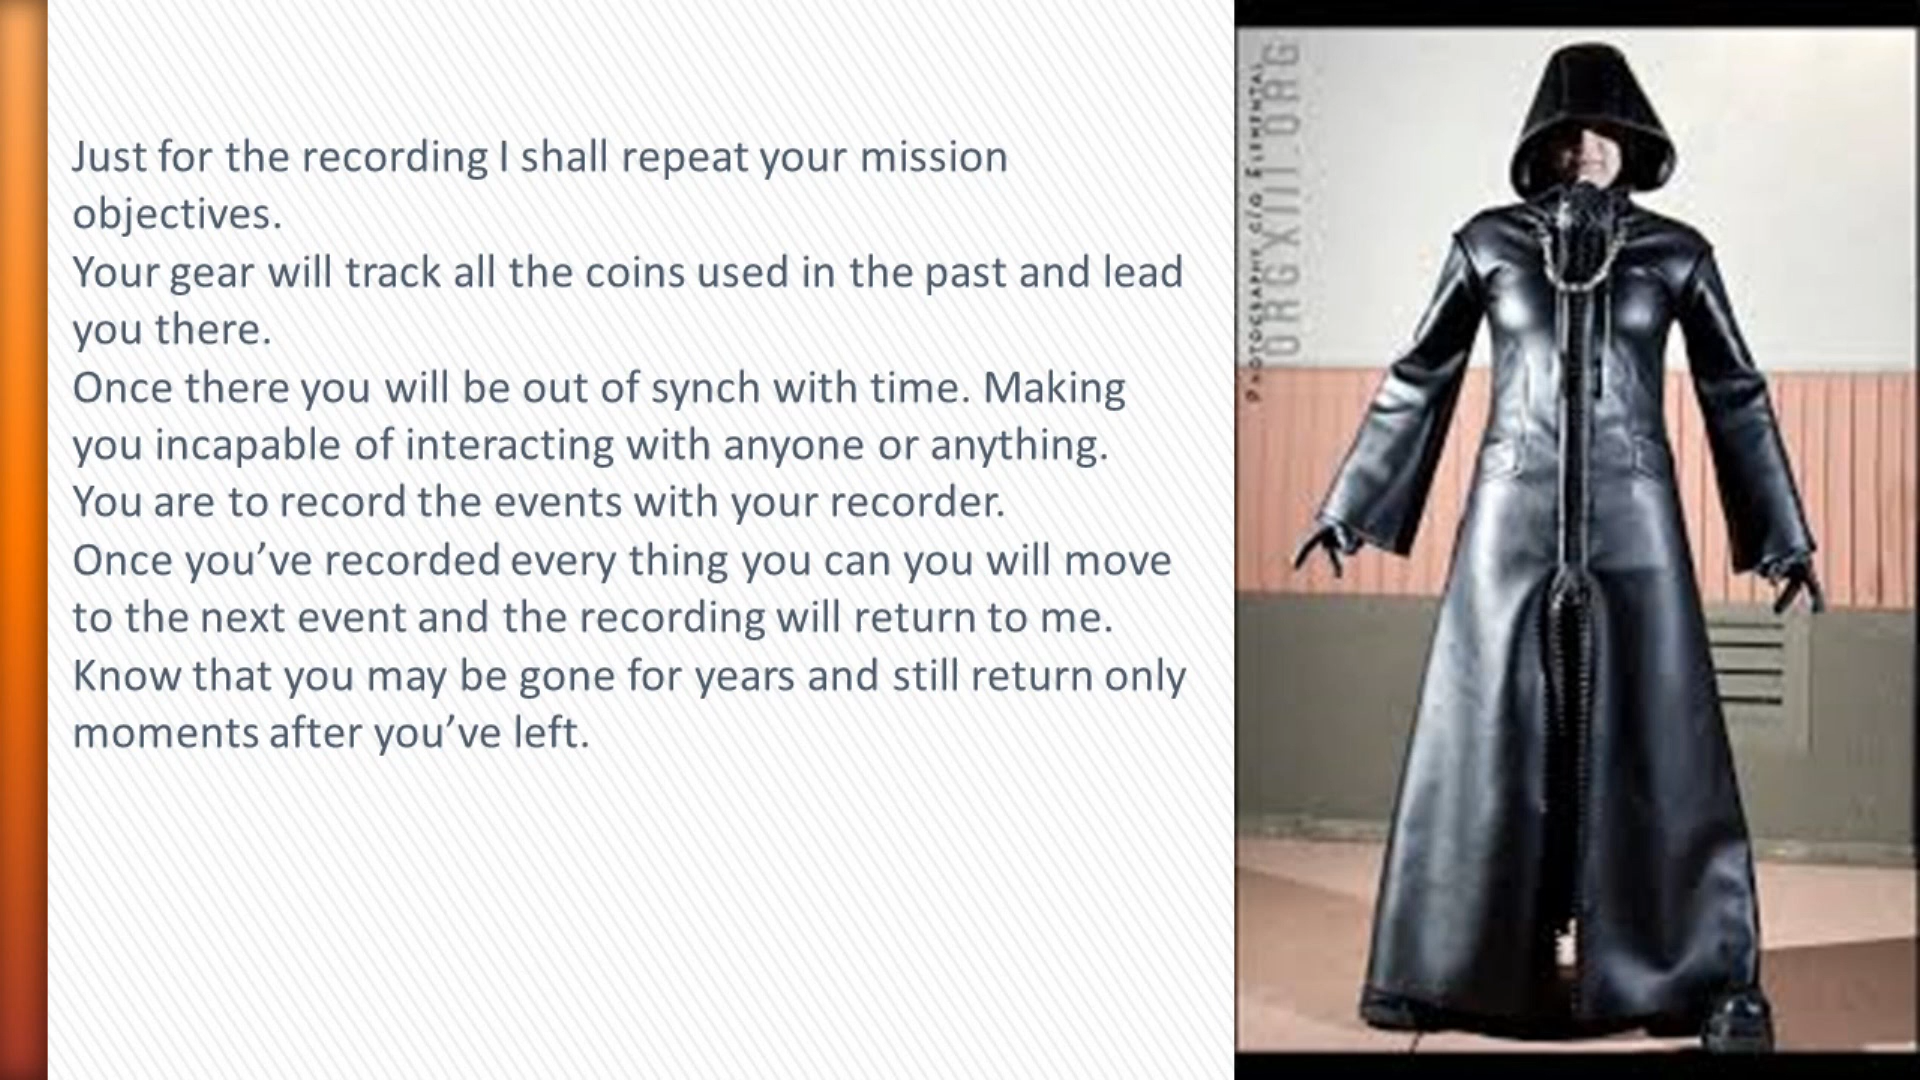 Just for the recording I shall repeat your mission
objectives.
Your gear will track all the coins used in the past and lead
you there.
Once there you will be out of synch with time. Making
you incapable of interacting with anyone or anything.
You are to record the events with your recorder.
Once you’ve recorded every thing you can you will move
to the next event and the recording will return to me.
Know that you may be gone for years and still return only
moments after you’ve left.
PHOTOGRAPHY C/O ELEMENTAL
ORGXIII.ORG